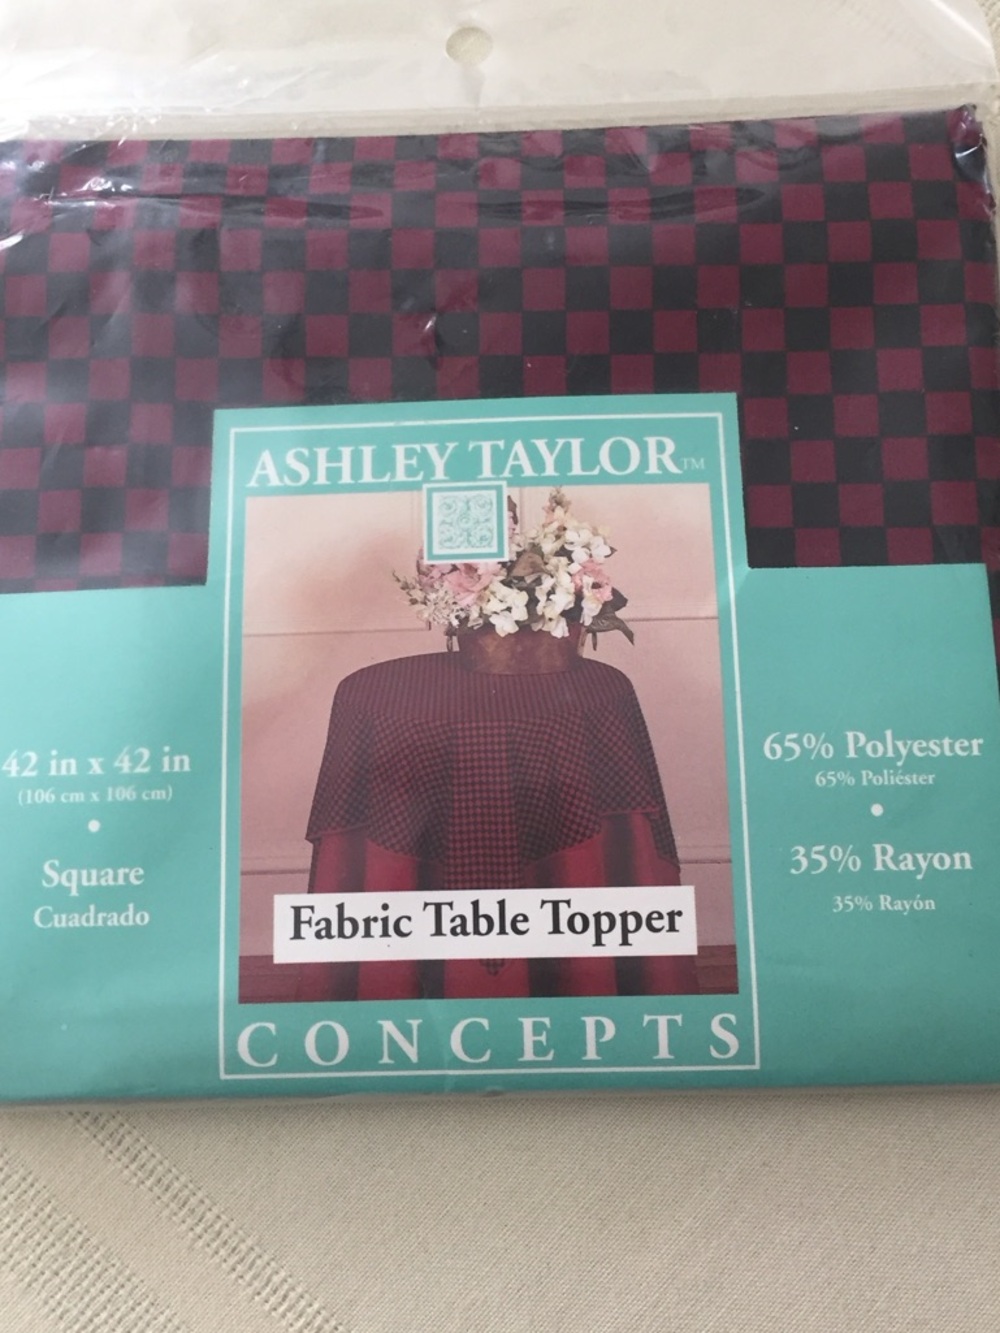 ASHLEY TAYLOR™
42 in x 42 in
(106 cm x 106 cm)
•
Square
Cuadrado
65% Polyester
65% Poliéster
•
35% Rayon
35% Rayón
Fabric Table Topper
CONCEPTS